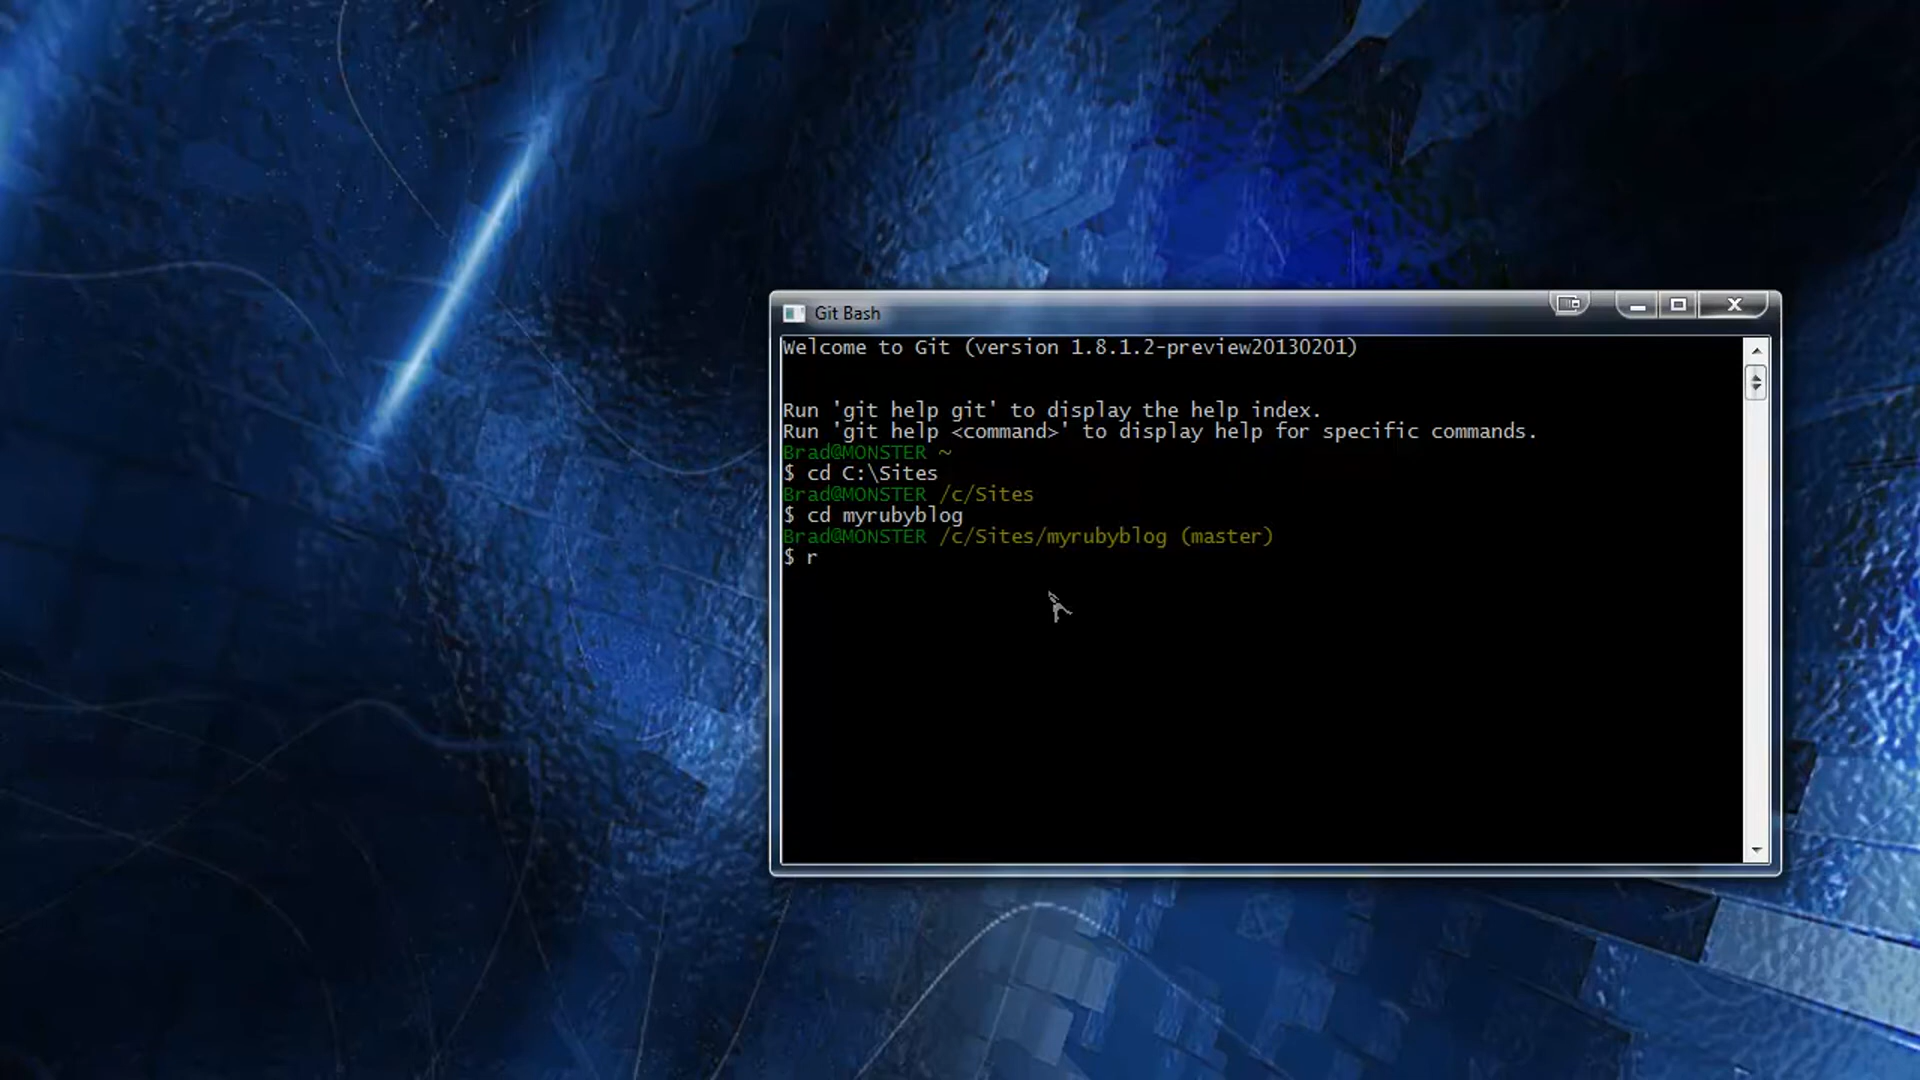 Git Bash
Welcome to Git (version 1.8.1.2-preview20130201)
Run 'git help git' to display the help index.
Run 'git help <command>' to display help for specific commands.
Brad@MONSTER ~
$ cd C:\Sites
Brad@MONSTER /c/Sites
$ cd myrubyblog
Brad@MONSTER /c/Sites/myrubyblog (master)
$ r